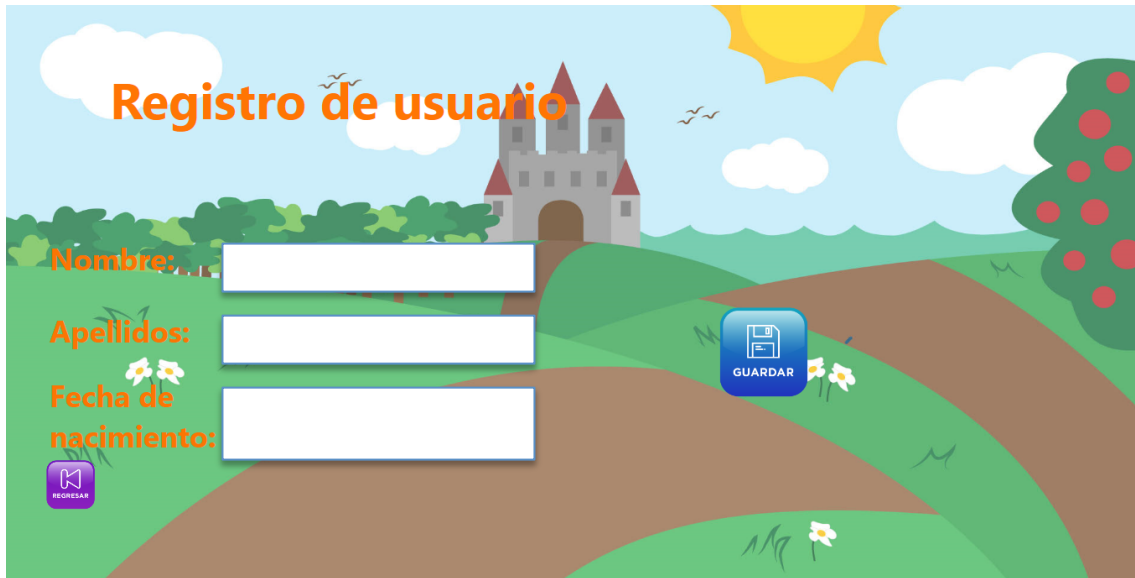 Registro de usuario
Nombre:
Apellidos:
GUARDAR
Fecha de
nacimiento:
REGRESAR